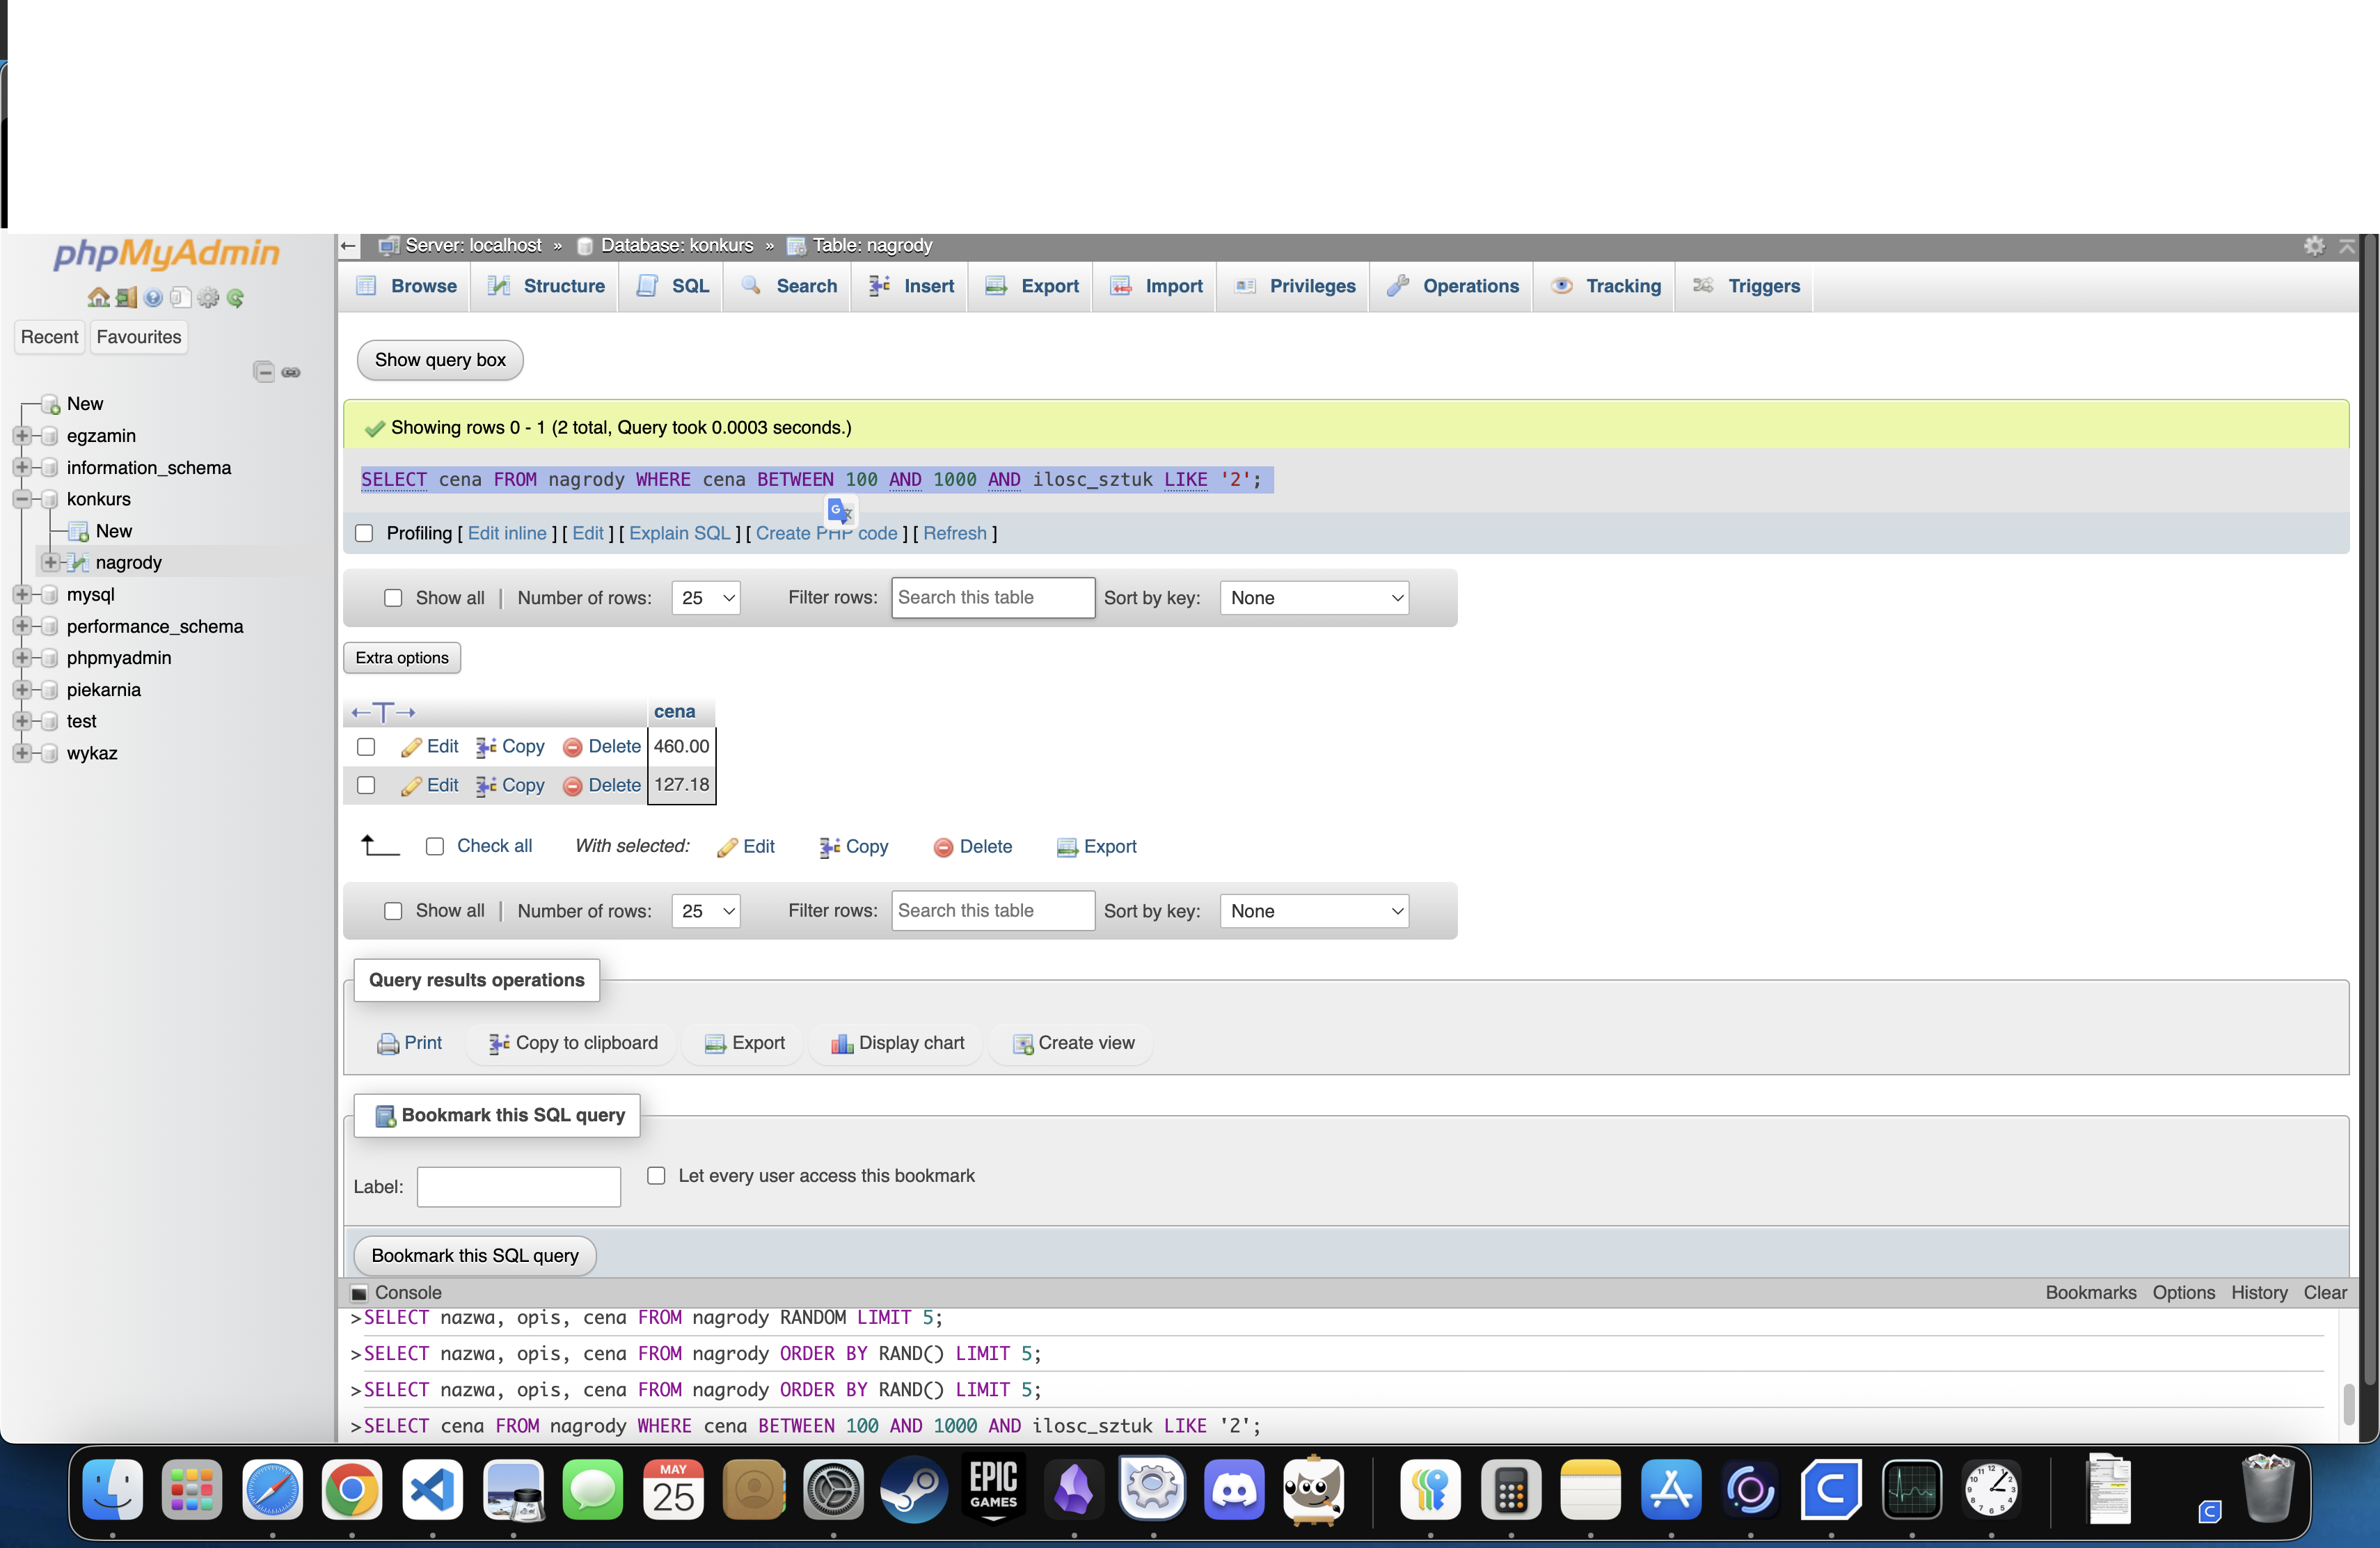 phpMyAdmin
Recent Favourites
New
egzamin
information_schema
konkurs
New
nagrody
mysql
performance_schema
phpmyadmin
piekarnia
test
wykaz
Server: localhost » Database: konkurs » Table: nagrody
Browse Structure SQL Search Insert Export Import Privileges Operations Tracking Triggers
Show query box
Showing rows 0 - 1 (2 total, Query took 0.0003 seconds.)
SELECT cena FROM nagrody WHERE cena BETWEEN 100 AND 1000 AND ilosc_sztuk LIKE '2';
Profiling [ Edit inline ] [ Edit ] [ Explain SQL ] [ Create PHP code ] [ Refresh ]
Show all | Number of rows: 25 Filter rows: Search this table Sort by key: None
Extra options
cena
Edit Copy Delete 460.00
Edit Copy Delete 127.18
Check all With selected: Edit Copy Delete Export
Show all | Number of rows: 25 Filter rows: Search this table Sort by key: None
Query results operations
Print Copy to clipboard Export Display chart Create view
Bookmark this SQL query
Label: Let every user access this bookmark
Bookmark this SQL query
Console Bookmarks Options History Clear
>SELECT nazwa, opis, cena FROM nagrody RANDOM LIMIT 5;
>SELECT nazwa, opis, cena FROM nagrody ORDER BY RAND() LIMIT 5;
>SELECT nazwa, opis, cena FROM nagrody ORDER BY RAND() LIMIT 5;
>SELECT cena FROM nagrody WHERE cena BETWEEN 100 AND 1000 AND ilosc_sztuk LIKE '2';
MAY
25
EPIC
GAMES